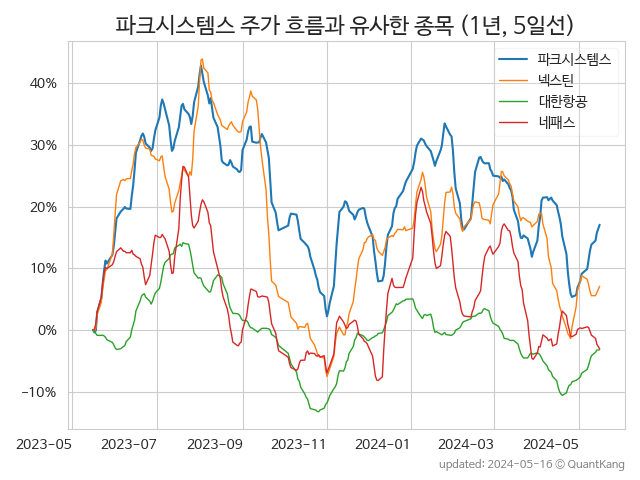 파크시스템스 주가 흐름과 유사한 종목 (1년, 5일선)
파크시스템스
넥스틴
대한항공
네패스
40%
30%
20%
10%
0%
−10%
2023-05 2023-07 2023-09 2023-11 2024-01 2024-03 2024-05
updated: 2024-05-16 © QuantKang